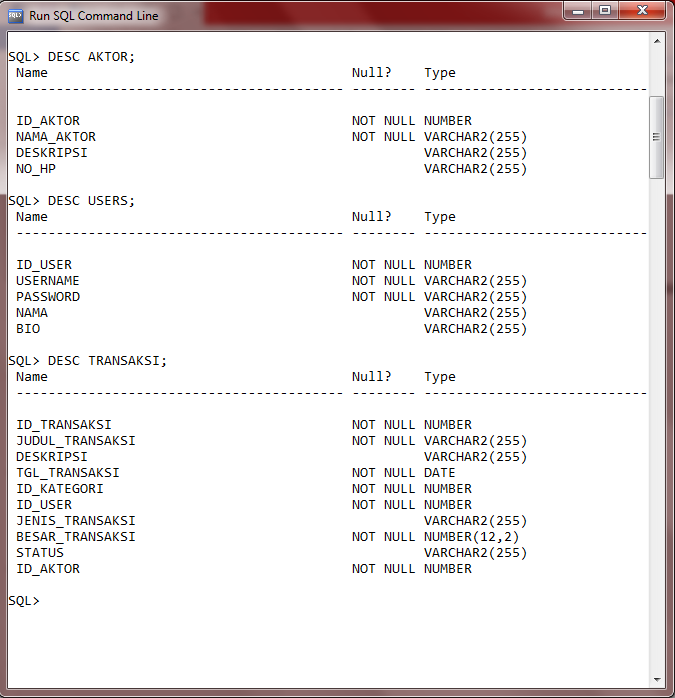 Run SQL Command Line
SQL> DESC AKTOR;
Name Null? Type
----------------------------------------- -------- ----------------------------
ID_AKTOR NOT NULL NUMBER
NAMA_AKTOR NOT NULL VARCHAR2(255)
DESKRIPSI VARCHAR2(255)
NO_HP VARCHAR2(255)
SQL> DESC USERS;
Name Null? Type
----------------------------------------- -------- ----------------------------
ID_USER NOT NULL NUMBER
USERNAME NOT NULL VARCHAR2(255)
PASSWORD NOT NULL VARCHAR2(255)
NAMA VARCHAR2(255)
BIO VARCHAR2(255)
SQL> DESC TRANSAKSI;
Name Null? Type
----------------------------------------- -------- ----------------------------
ID_TRANSAKSI NOT NULL NUMBER
JUDUL_TRANSAKSI NOT NULL VARCHAR2(255)
DESKRIPSI VARCHAR2(255)
TGL_TRANSAKSI NOT NULL DATE
ID_KATEGORI NOT NULL NUMBER
ID_USER NOT NULL NUMBER
JENIS_TRANSAKSI VARCHAR2(255)
BESAR_TRANSAKSI NOT NULL NUMBER(12,2)
STATUS VARCHAR2(255)
ID_AKTOR NOT NULL NUMBER
SQL>